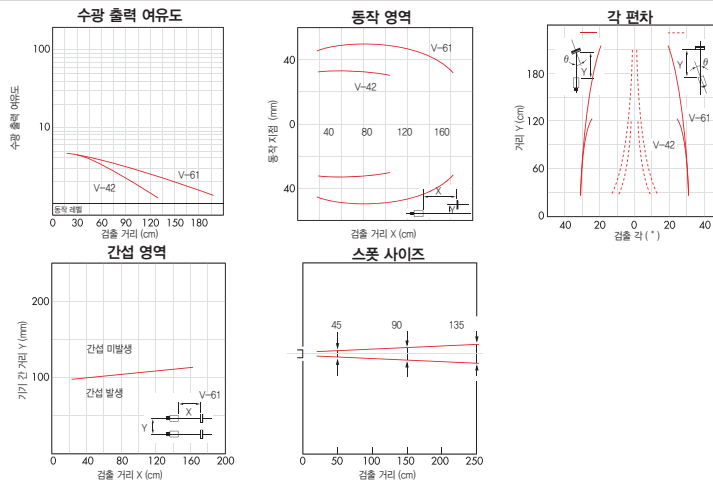 수광 출력 여유도
수광 출력 여유도
100
10
V-61
V-42
동작 레벨
0 30 60 90 120 150 180
검출 거리 (cm)
동작 영역
동작 지점 (mm)
40
V-61
V-42
0
40 80 120 160
40
X
Y
검출 거리 X (cm)
각 편차
거리 Y (cm)
θ
Y
Y
θ
180
120
60
0
V-61
V-42
40 20 0 20 40
검출 각 ( ° )
간섭 영역
기기 간 거리 Y (mm)
200
100
간섭 미발생
간섭 발생
V-61
X
Y
0 40 80 120 160 200
검출 거리 X (cm)
스폿 사이즈
45 90 135
0 50 100 150 200 250
검출 거리 (cm)